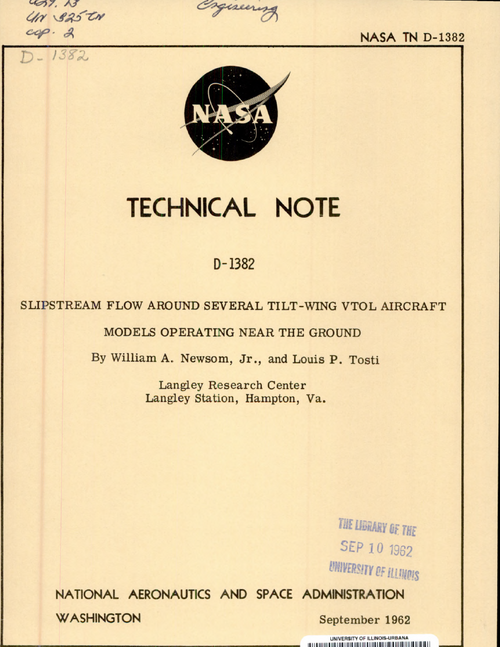 Engineering
cop. 2
D-1382
NASA TN D-1382
NASA
TECHNICAL NOTE
D-1382
SLIPSTREAM FLOW AROUND SEVERAL TILT-WING VTOL AIRCRAFT
MODELS OPERATING NEAR THE GROUND
By William A. Newsom, Jr., and Louis P. Tosti
Langley Research Center
Langley Station, Hampton, Va.
THE LIBRARY OF THE
SEP 10 1962
UNIVERSITY OF ILLINOIS
NATIONAL AERONAUTICS AND SPACE ADMINISTRATION
WASHINGTON
September 1962
UNIVERSITY OF ILLINOIS-URBANA